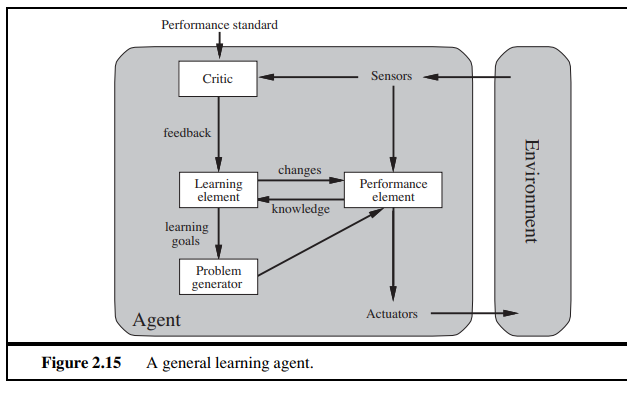 Performance standard
Critic
Sensors
feedback
changes
Learning
element
Performance
element
knowledge
learning
goals
Problem
generator
Agent
Actuators
Environment
Figure 2.15 A general learning agent.